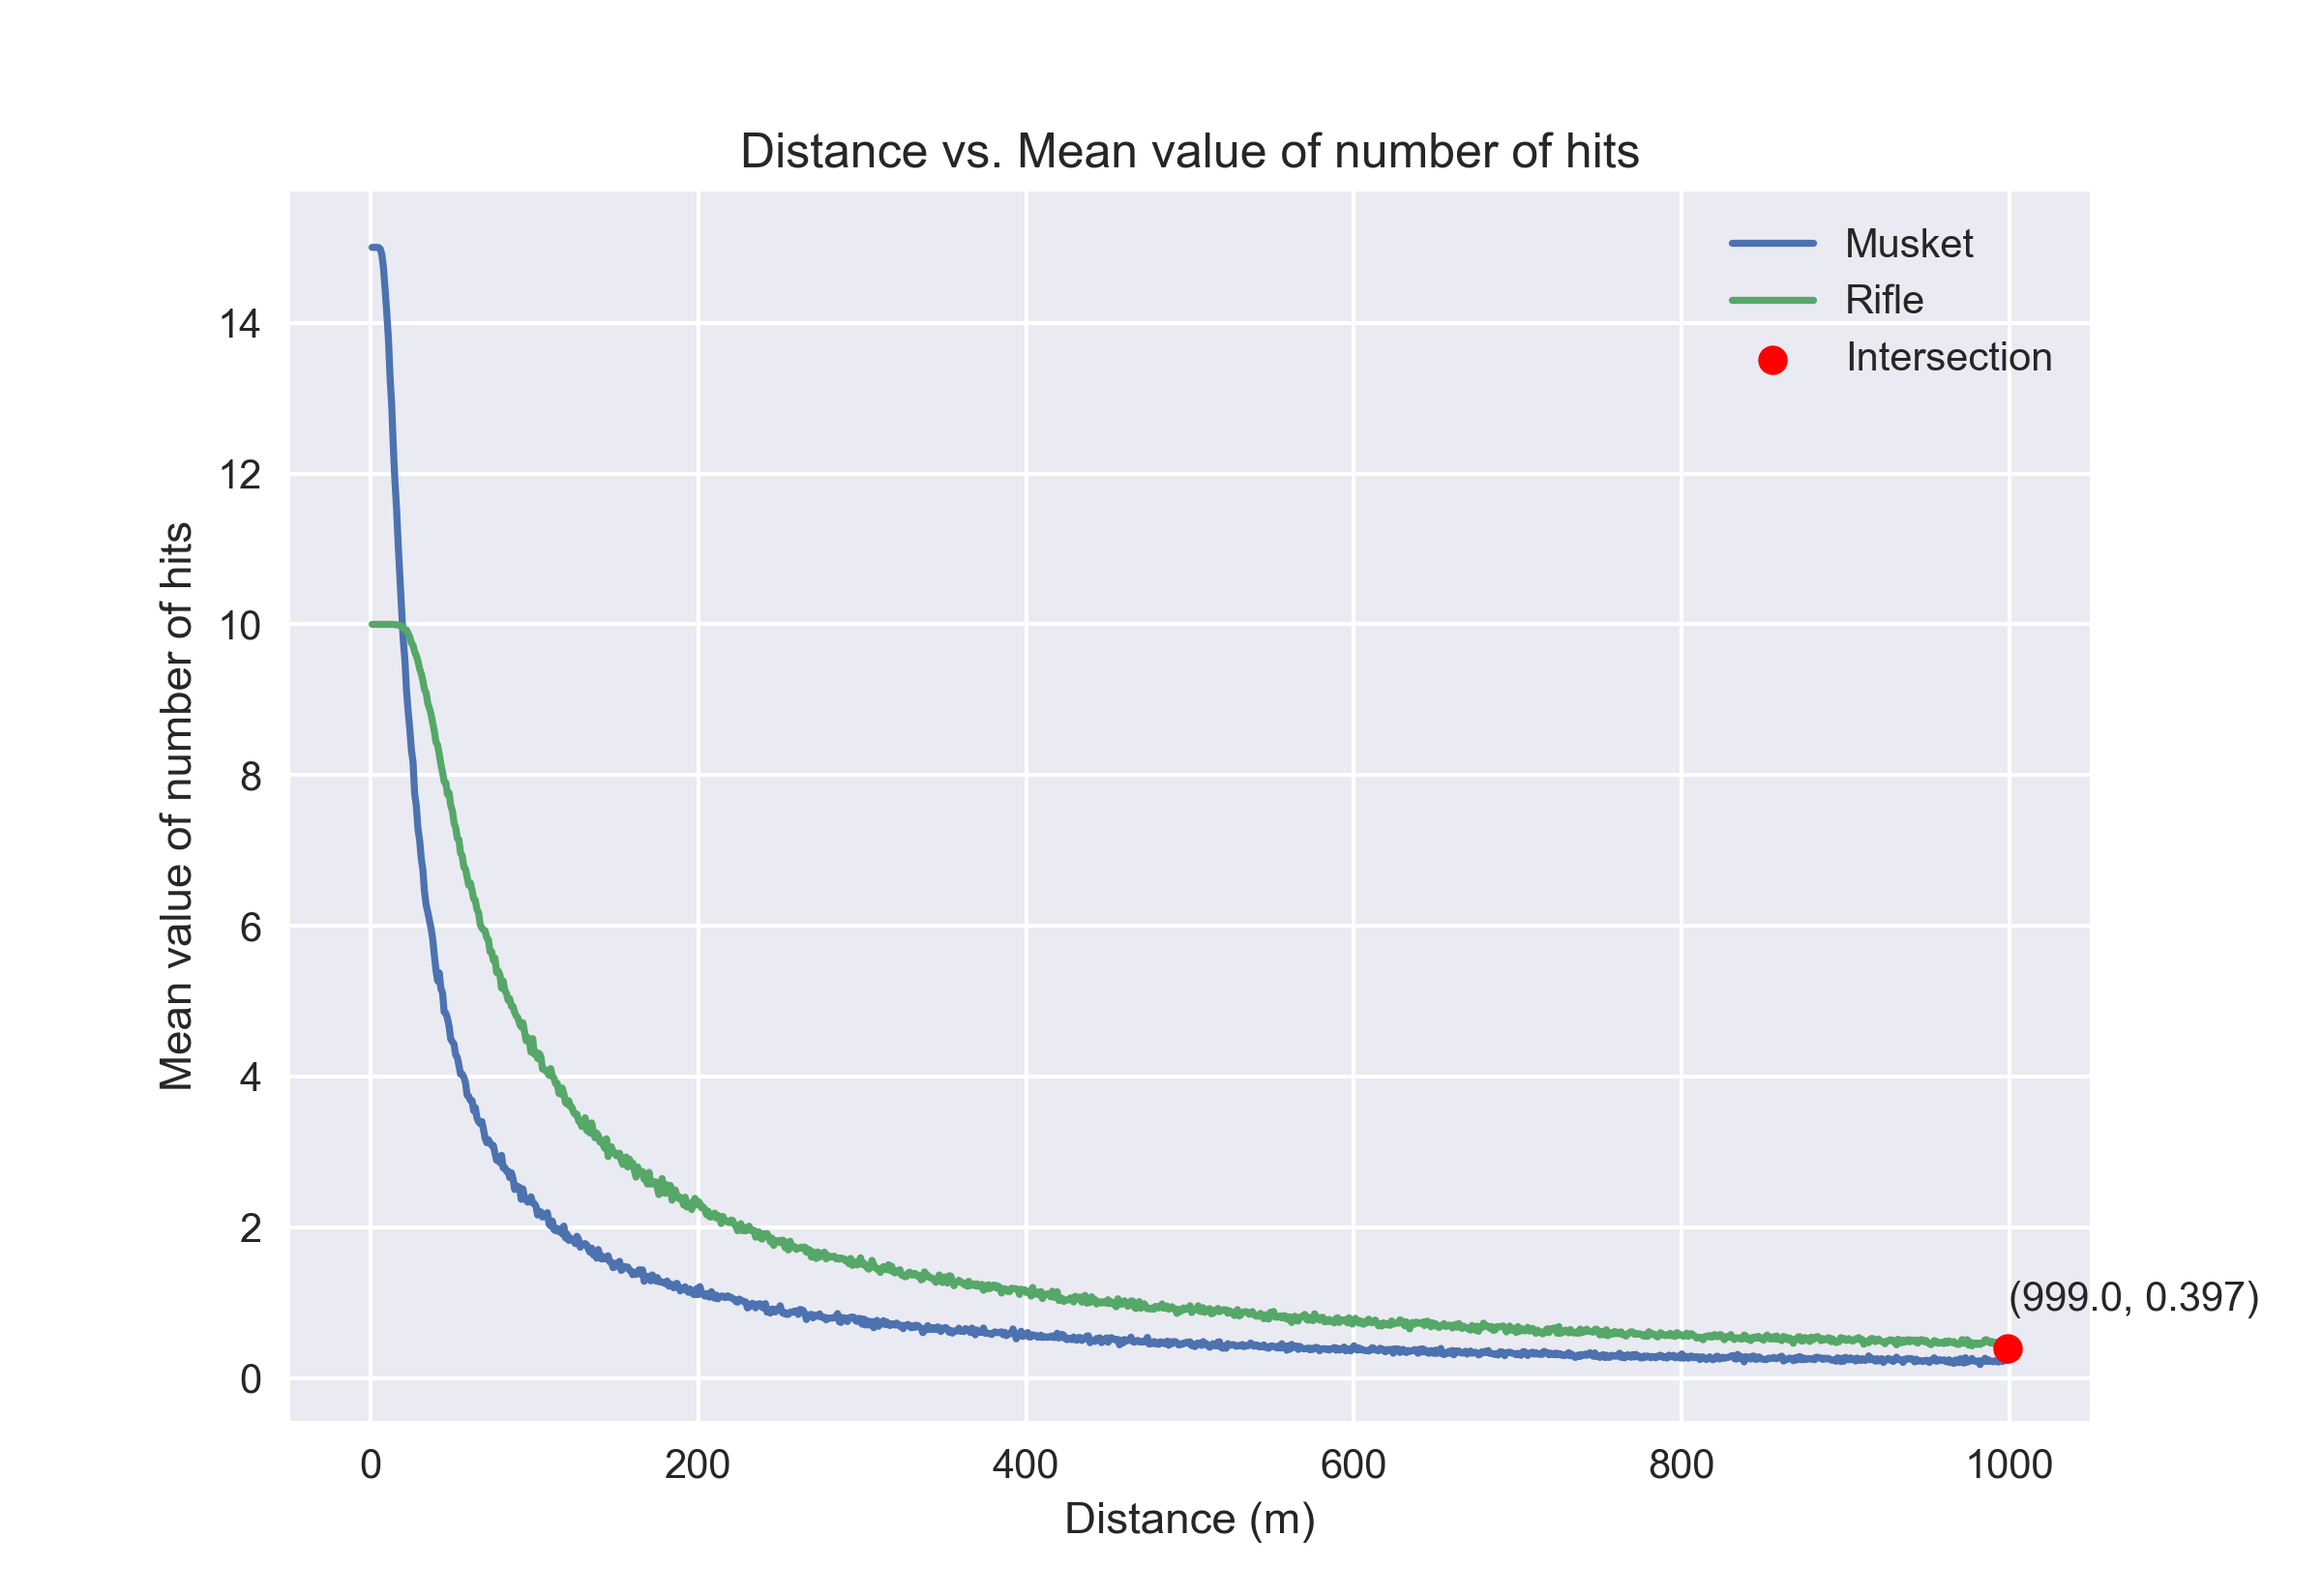 Distance vs. Mean value of number of hits
Musket
Rifle
Intersection
14
12
10
8
6
4
2
0
Mean value of number of hits
(999.0, 0.397)
0 200 400 600 800 1000
Distance (m)